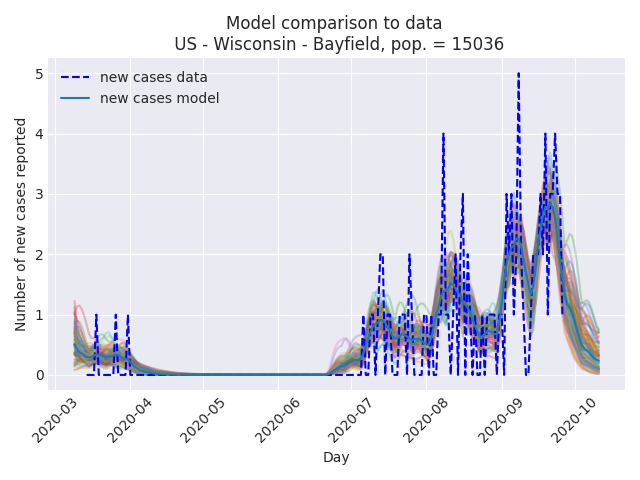 Model comparison to data
US - Wisconsin - Bayfield, pop. = 15036
new cases data
new cases model
Number of new cases reported
5
4
3
2
1
0
2020-03
2020-04
2020-05
2020-06
2020-07
2020-08
2020-09
2020-10
Day